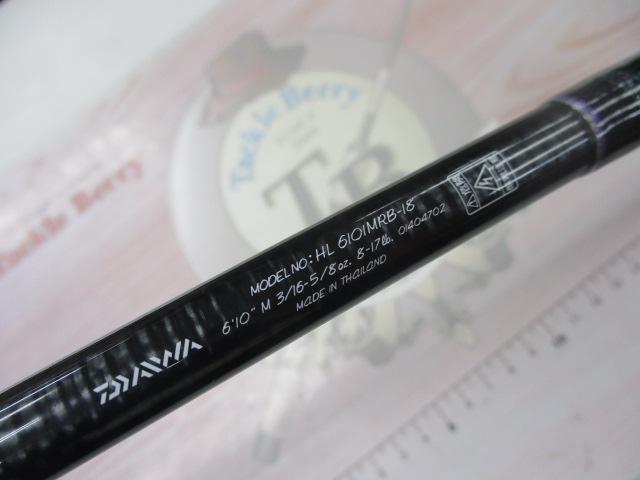 Tackle Berry
TB
Tackle Berry
MODEL NO: HL 6101MRB-18
6'10" M 3/16-5/8oz. 8-17lb. 01404702
MADE IN THAILAND
DAIWA